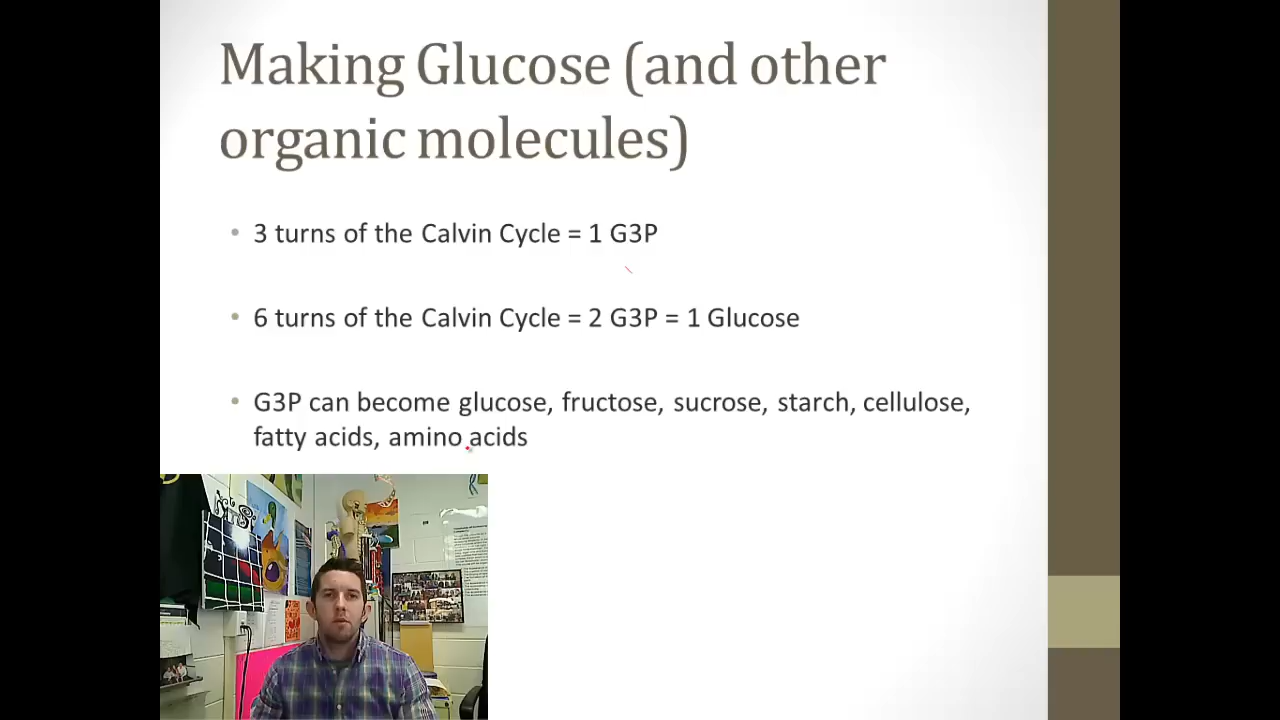 Making Glucose (and other
organic molecules)
• 3 turns of the Calvin Cycle = 1 G3P
• 6 turns of the Calvin Cycle = 2 G3P = 1 Glucose
• G3P can become glucose, fructose, sucrose, starch, cellulose,
fatty acids, amino acids